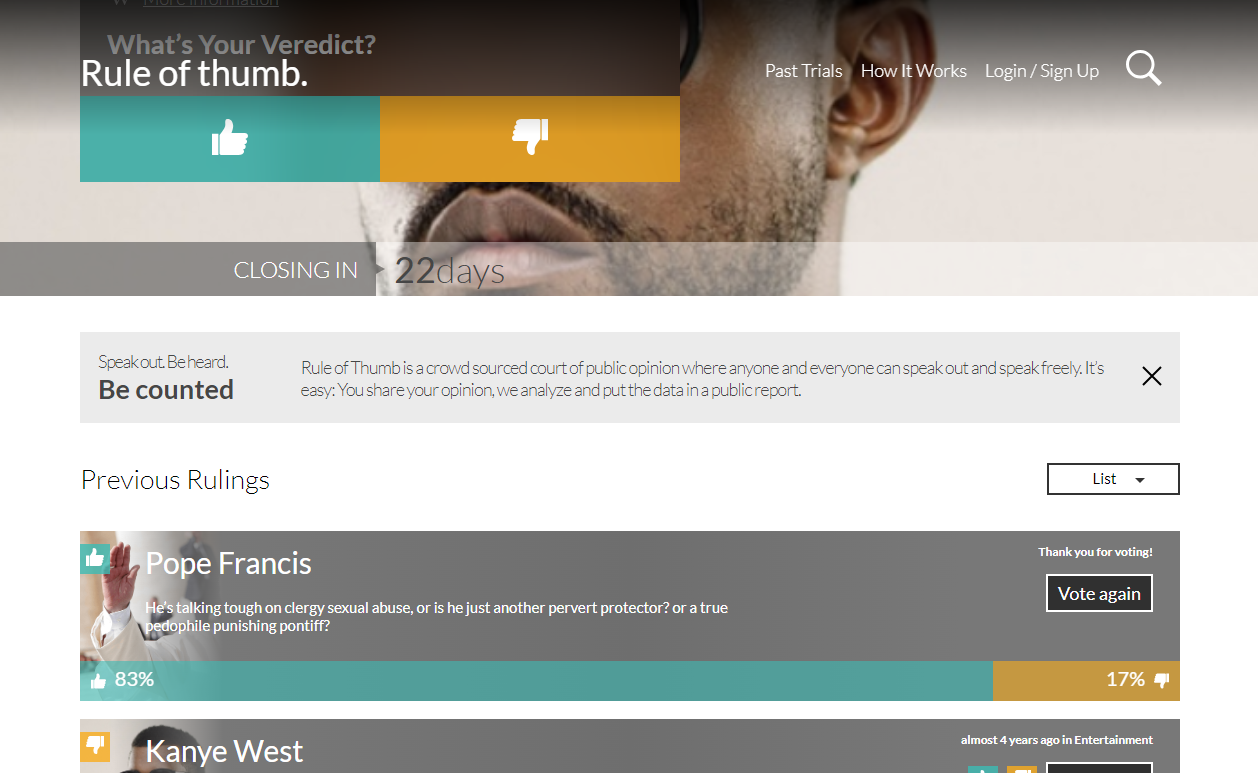 More information
What's Your Veredict?
Rule of thumb.
Past Trials
How It Works
Login / Sign Up
CLOSING IN
22days
Speak out. Be heard.
Be counted
Rule of Thumb is a crowd sourced court of public opinion where anyone and everyone can speak out and speak freely. It's
easy: You share your opinion, we analyze and put the data in a public report.
Previous Rulings
List
Pope Francis
Thank you for voting!
Vote again
He's talking tough on clergy sexual abuse, or is he just another pervert protector? or a true
pedophile punishing pontiff?
83%
17%
Kanye West
almost 4 years ago in Entertainment